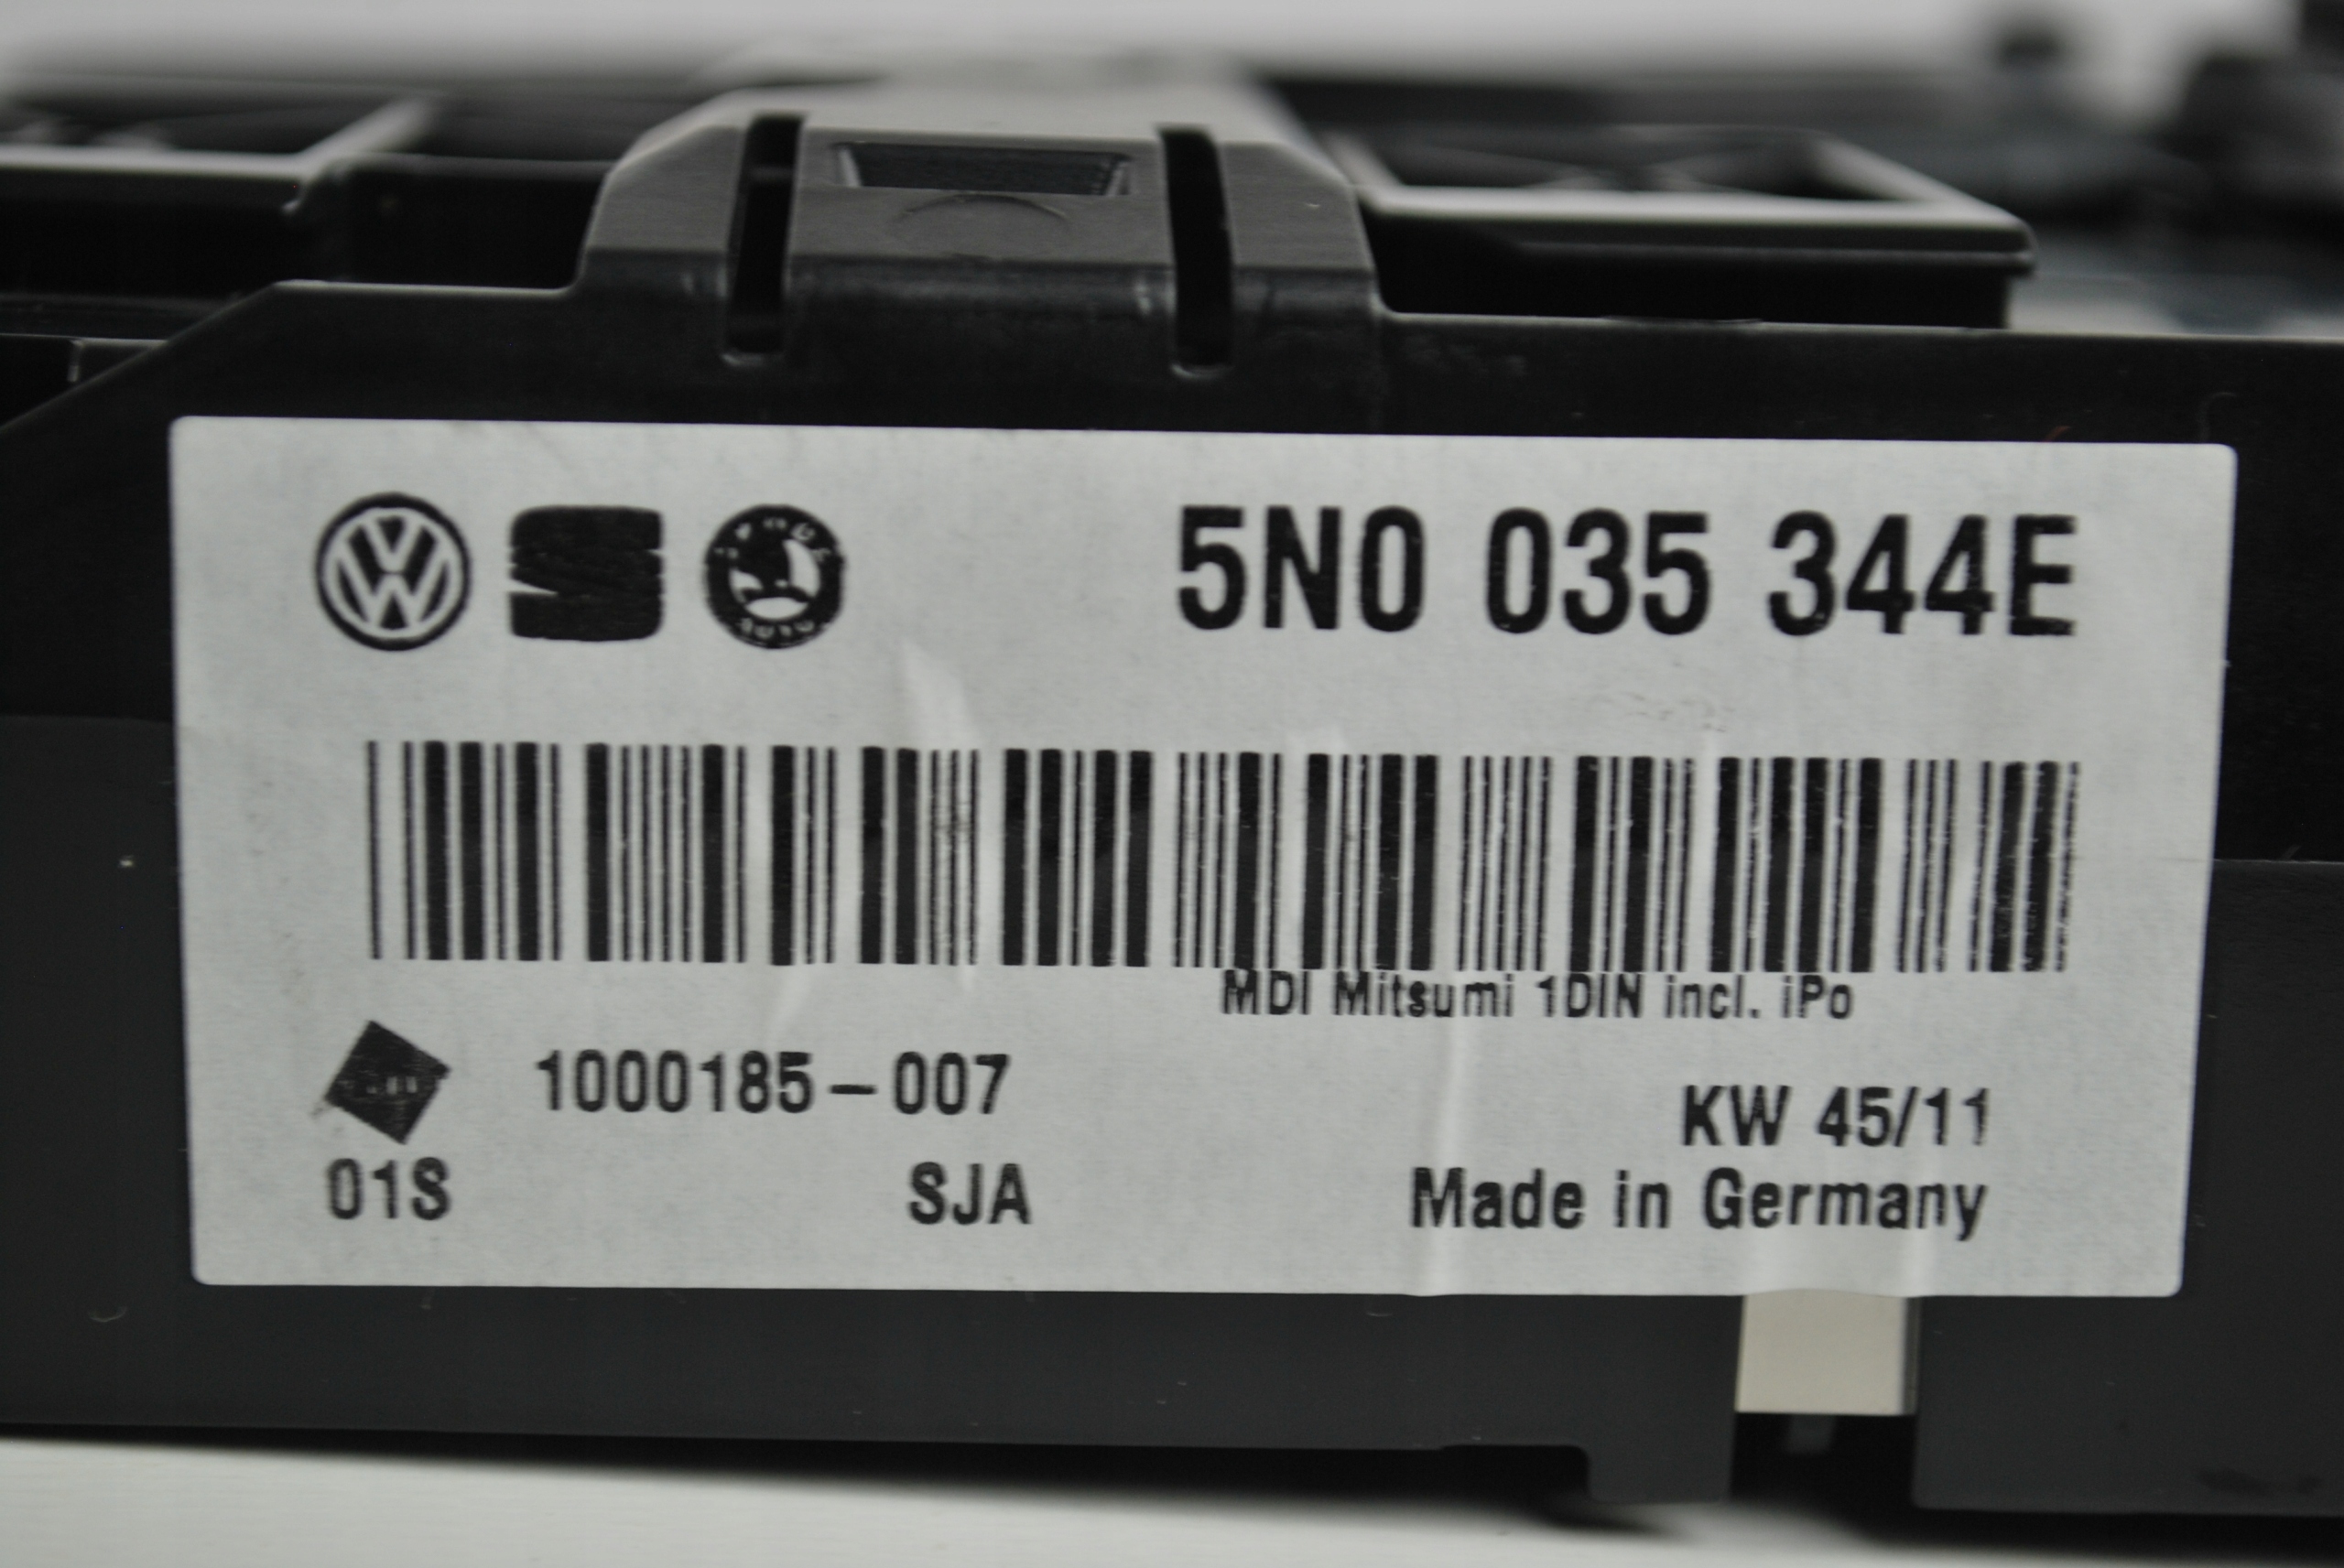 5N0 035 344E
MDI Mitsumi 1DIN incl. iPo
1000185-007
KW 45/11
01S SJA Made in Germany